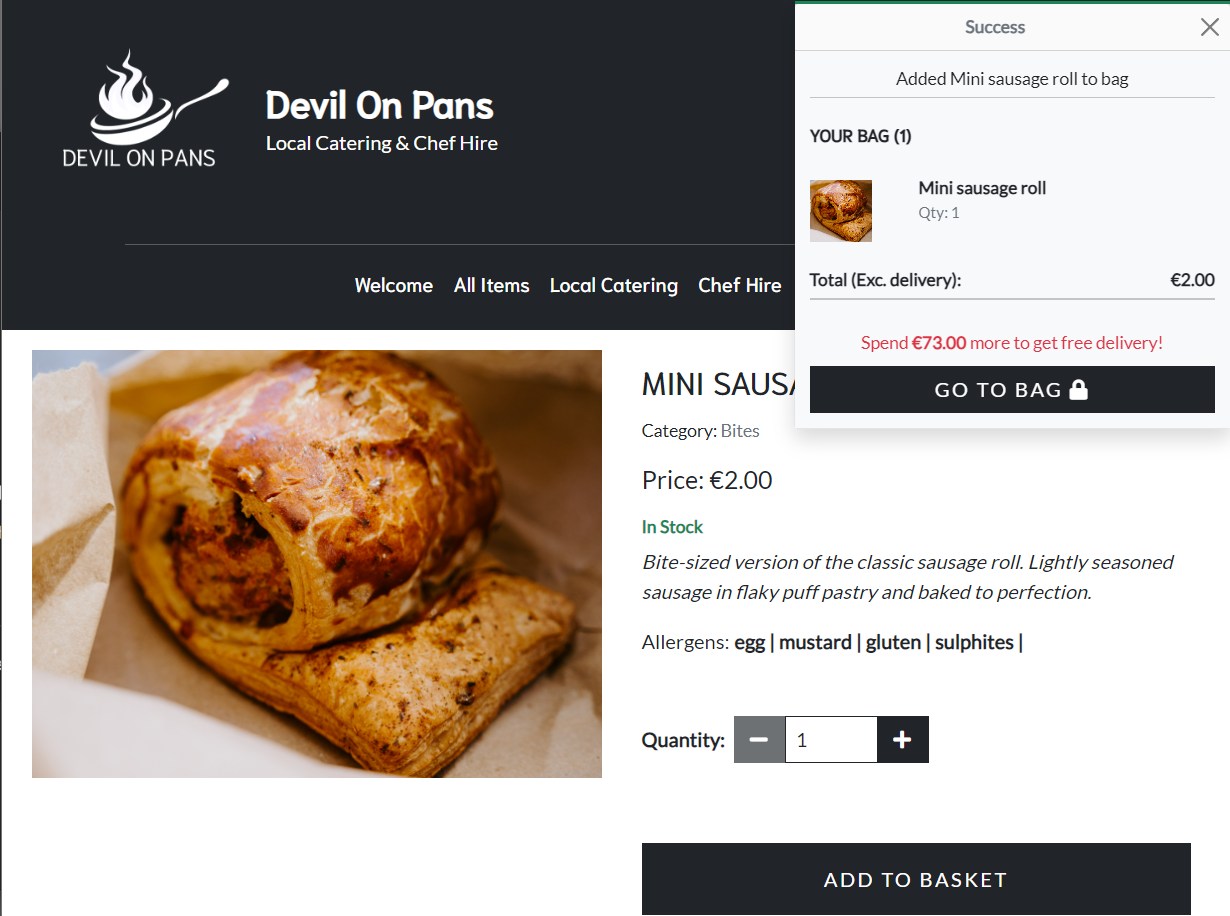 DEVIL ON PANS
Devil On Pans
Local Catering & Chef Hire
Welcome All Items Local Catering Chef Hire
Success
Added Mini sausage roll to bag
YOUR BAG (1)
Mini sausage roll
Qty: 1
Total (Exc. delivery): €2.00
Spend €73.00 more to get free delivery!
GO TO BAG
MINI SAUSA
Category: Bites
Price: €2.00
In Stock
Bite-sized version of the classic sausage roll. Lightly seasoned
sausage in flaky puff pastry and baked to perfection.
Allergens: egg | mustard | gluten | sulphites |
Quantity: 1
ADD TO BASKET